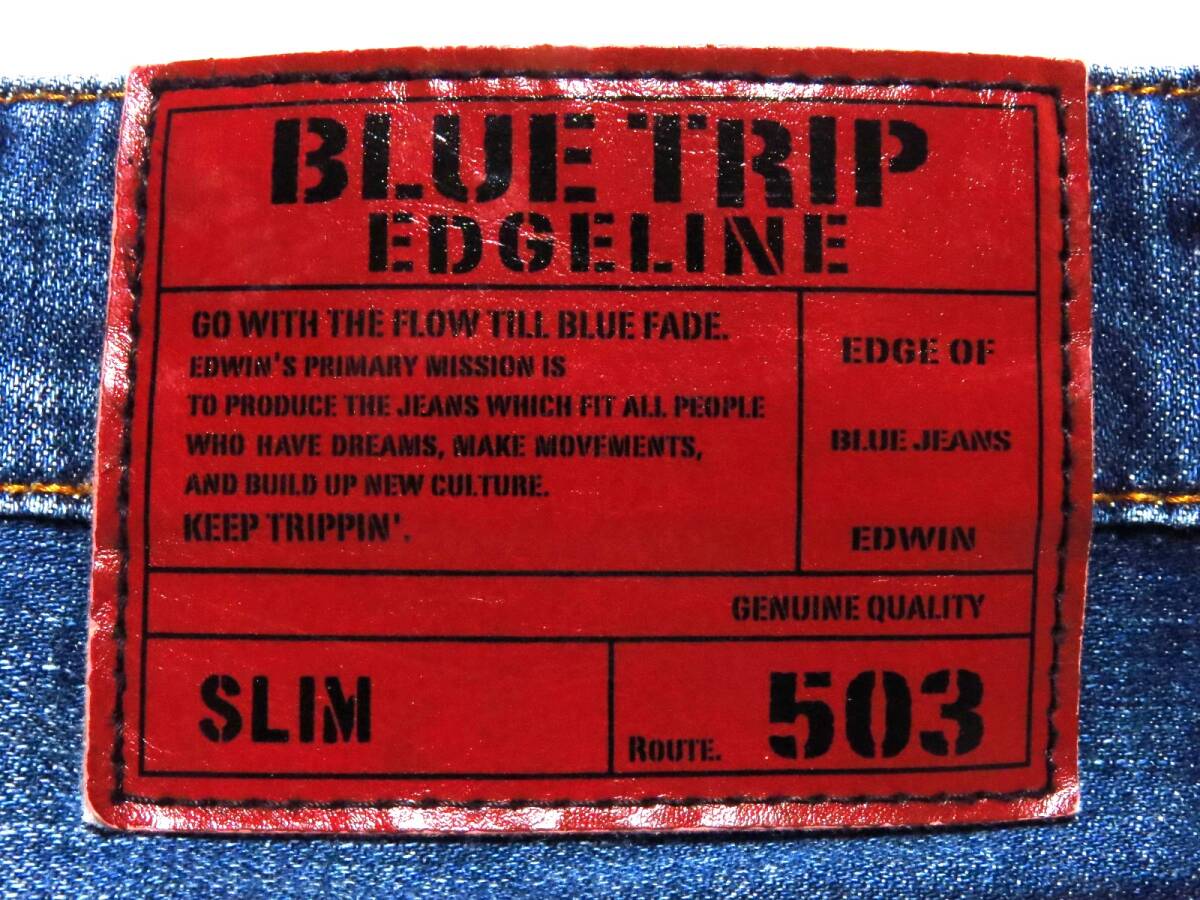 BLUE TRIP
EDGELINE
GO WITH THE FLOW TILL BLUE FADE.
EDWIN'S PRIMARY MISSION IS
TO PRODUCE THE JEANS WHICH FIT ALL PEOPLE
WHO HAVE DREAMS, MAKE MOVEMENTS,
AND BUILD UP NEW CULTURE.
KEEP TRIPPIN'.
EDGE OF
BLUE JEANS
EDWIN
GENUINE QUALITY
SLIM
ROUTE. 503